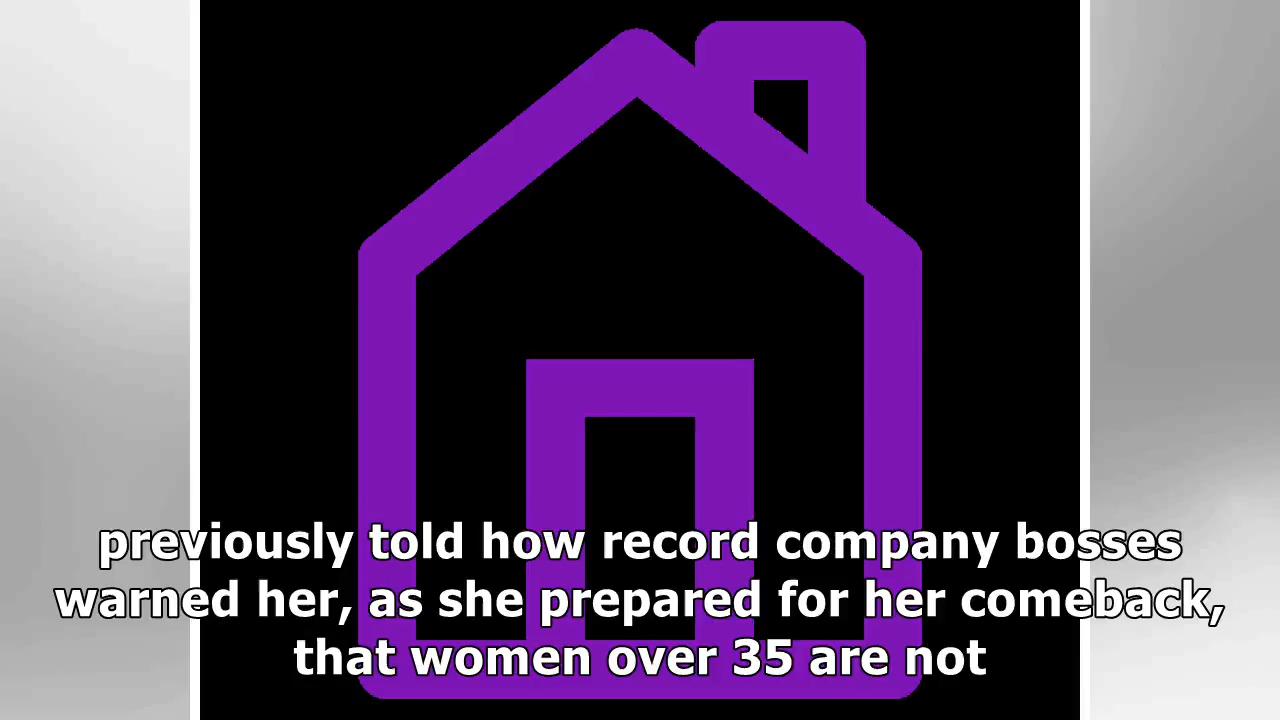 previously told how record company bosses
warned her, as she prepared for her comeback,
that women over 35 are not